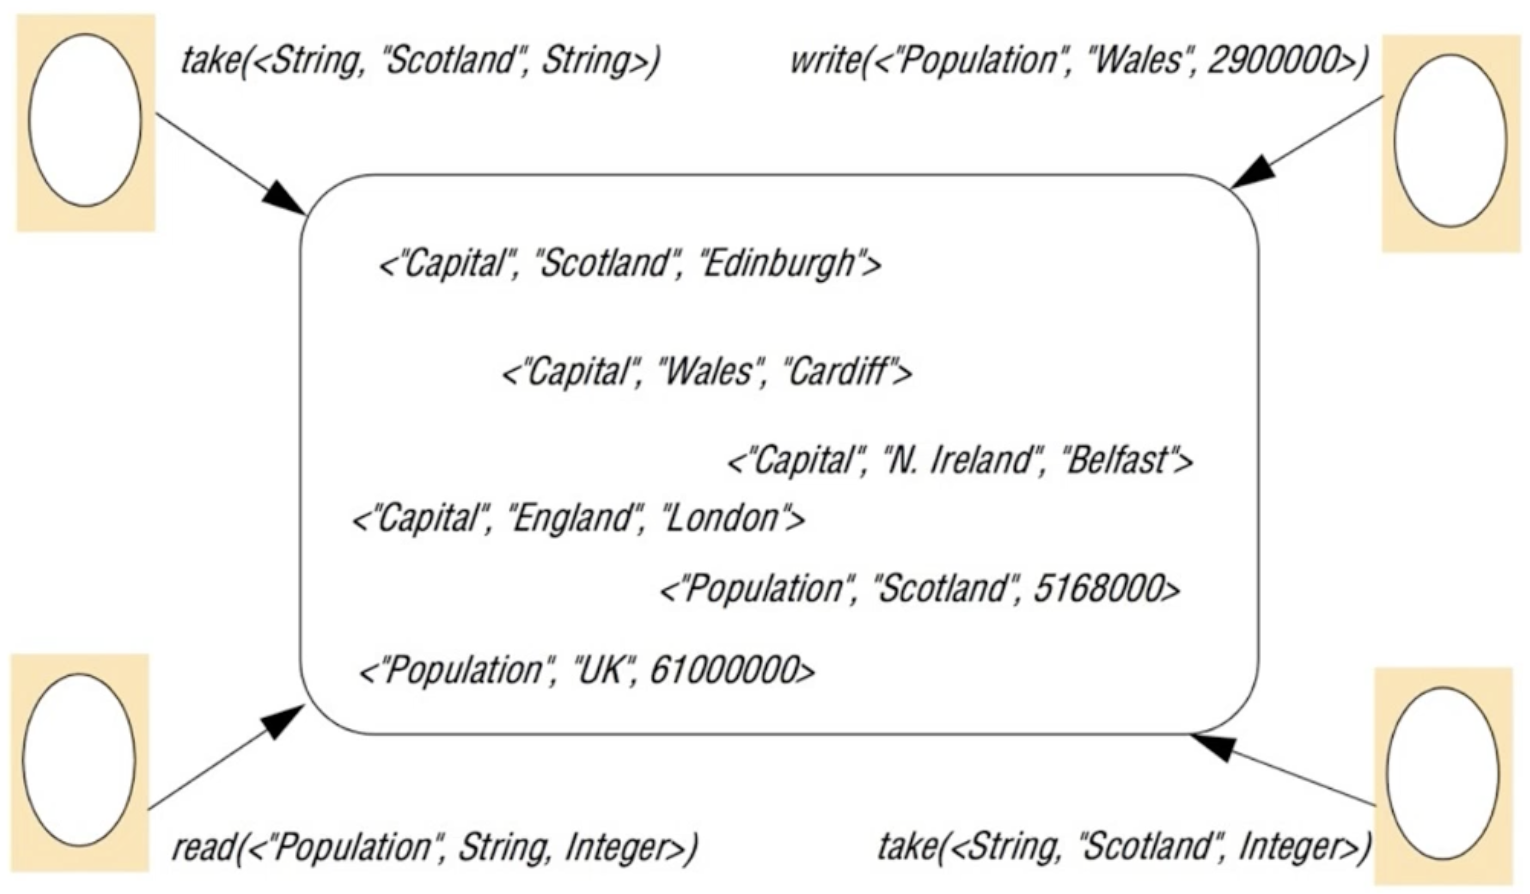 take(<String, "Scotland", String>)
write(<"Population", "Wales", 2900000>)
<"Capital", "Scotland", "Edinburgh">
<"Capital", "Wales", "Cardiff">
<"Capital", "N. Ireland", "Belfast">
<"Capital", "England", "London">
<"Population", "Scotland", 5168000>
<"Population", "UK", 61000000>
read(<"Population", String, Integer>)
take(<String, "Scotland", Integer>)